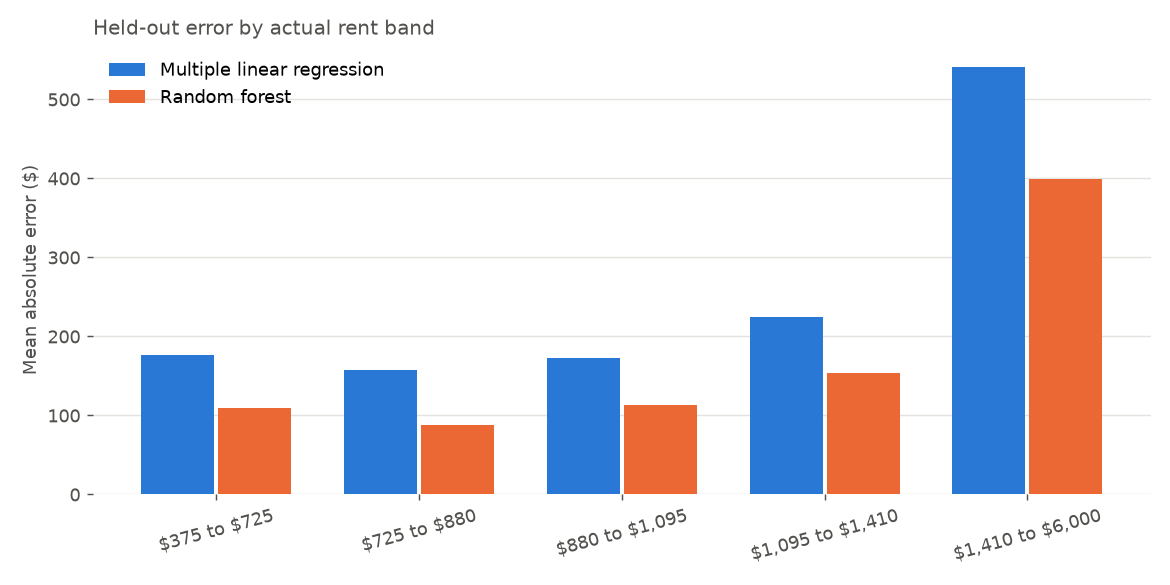 Held-out error by actual rent band
Multiple linear regression
Random forest
Mean absolute error ($)
500
400
300
200
100
0
$375 to $725
$725 to $880
$880 to $1,095
$1,095 to $1,410
$1,410 to $6,000